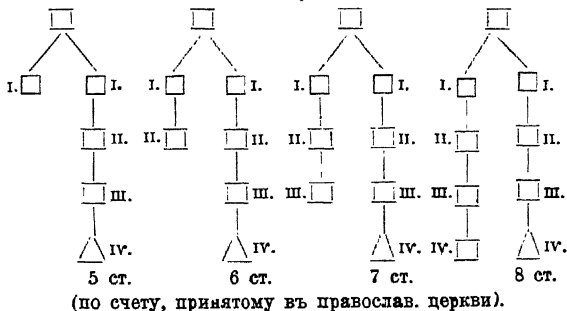 I. I. I. I. I. I. I. I.
II. II. II. II. II. II. II.
III. III. III. III. III. III.
IV. IV. IV. IV. IV.
5 ст. 6 ст. 7 ст. 8 ст.
(по счету, принятому въ православ. церкви).